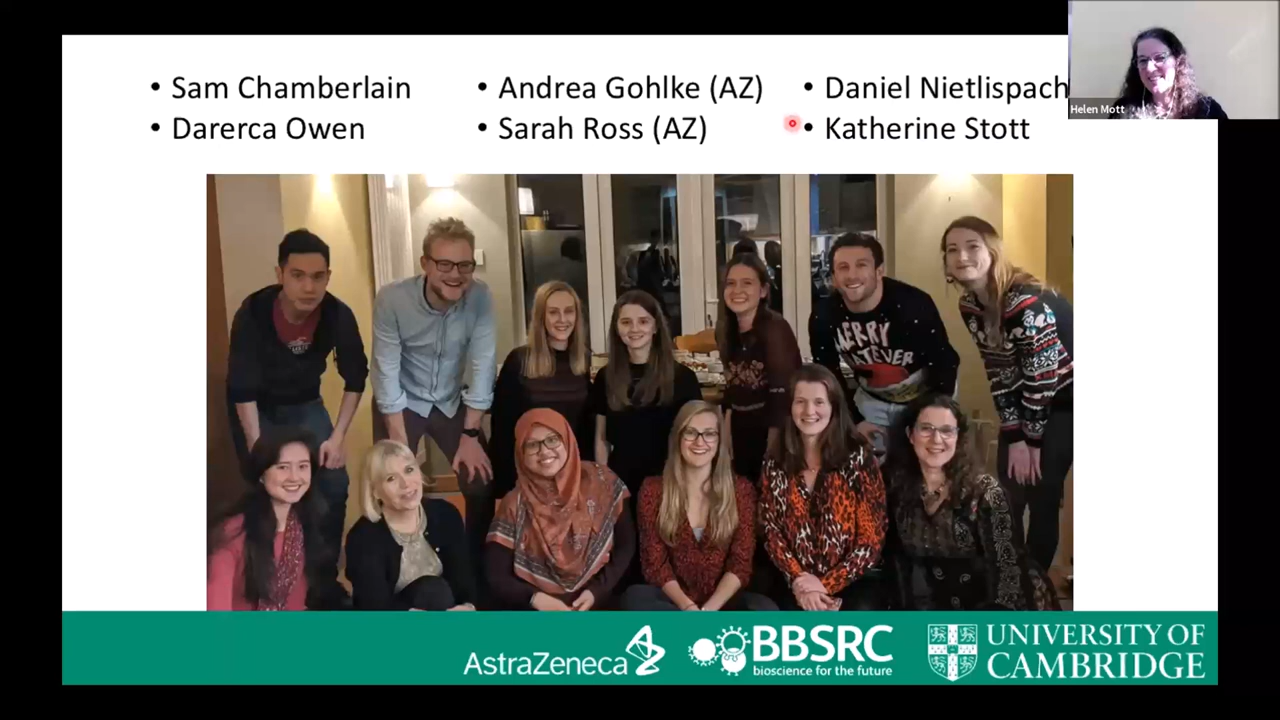 • Sam Chamberlain
• Darerca Owen
• Andrea Gohlke (AZ)
• Sarah Ross (AZ)
• Daniel Nietlispach
• Katherine Stott
Helen Mott
MERRY
WHATEVER
AstraZeneca
BBSRC
bioscience for the future
UNIVERSITY OF
CAMBRIDGE